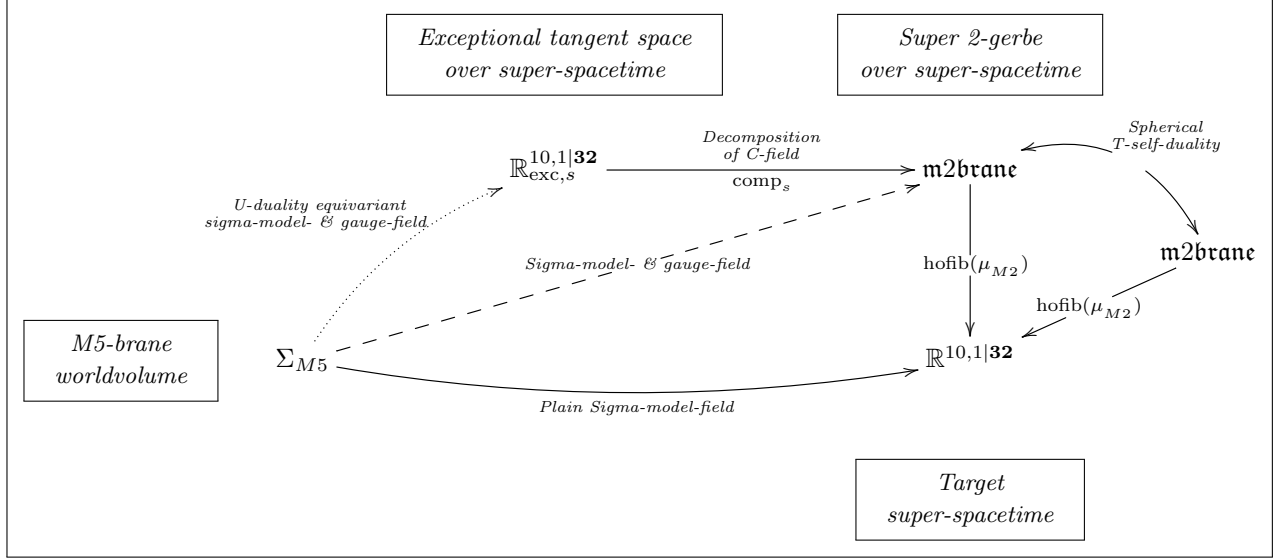 Exceptional tangent space
over super-spacetime
Super 2-gerbe
over super-spacetime
Spherical
T-self-duality
Decomposition
of C-field
ℝ^{10,1|𝟑𝟐}_{exc,s}
comp_s
𝔪2𝔟𝔯𝔞𝔫𝔢
U-duality equivariant
sigma-model- & gauge-field
Sigma-model- & gauge-field
hofib(μ_{M2})
𝔪2𝔟𝔯𝔞𝔫𝔢
hofib(μ_{M2})
M5-brane
worldvolume
Σ_{M5}
ℝ^{10,1|𝟑𝟐}
Plain Sigma-model-field
Target
super-spacetime